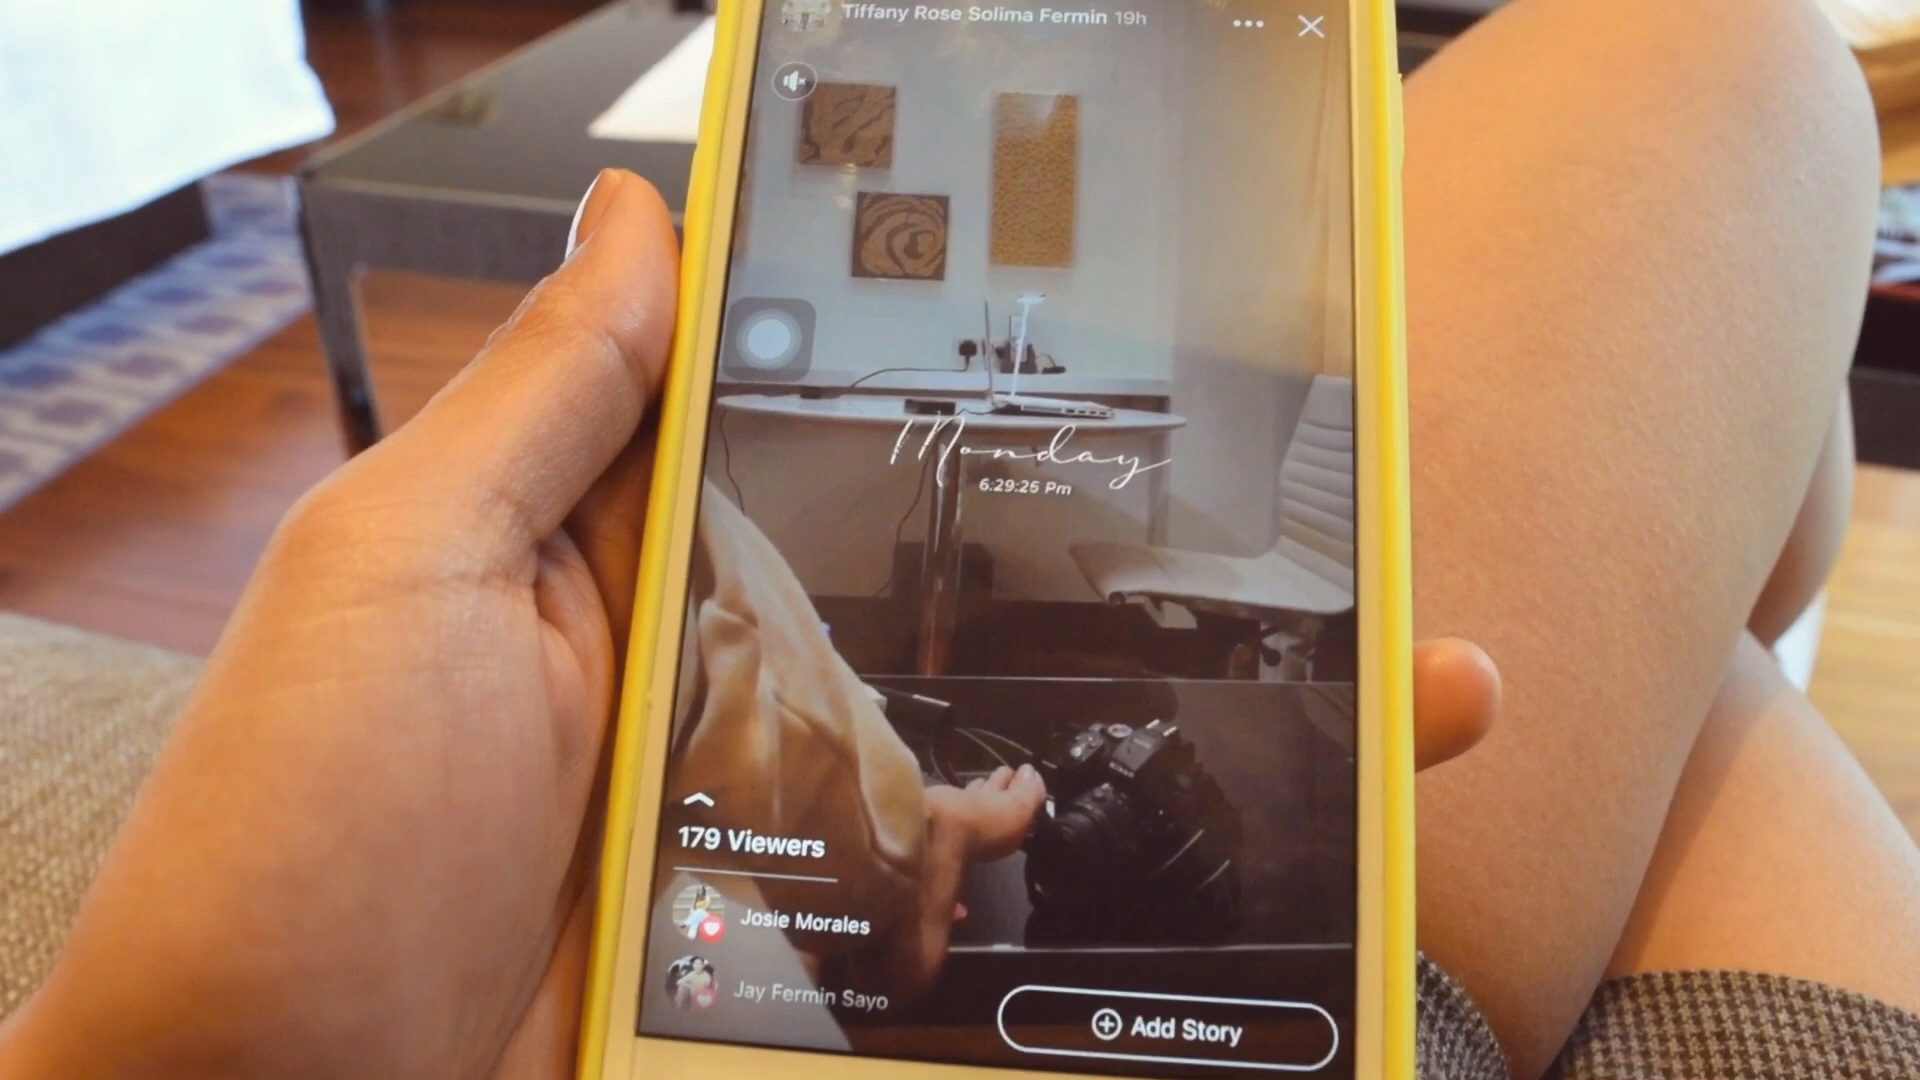 Tiffany Rose Solima Fermin 19h
Monday
6:29:25 Pm
Nikon
179 Viewers
Josie Morales
Jay Fermin Sayo
Add Story